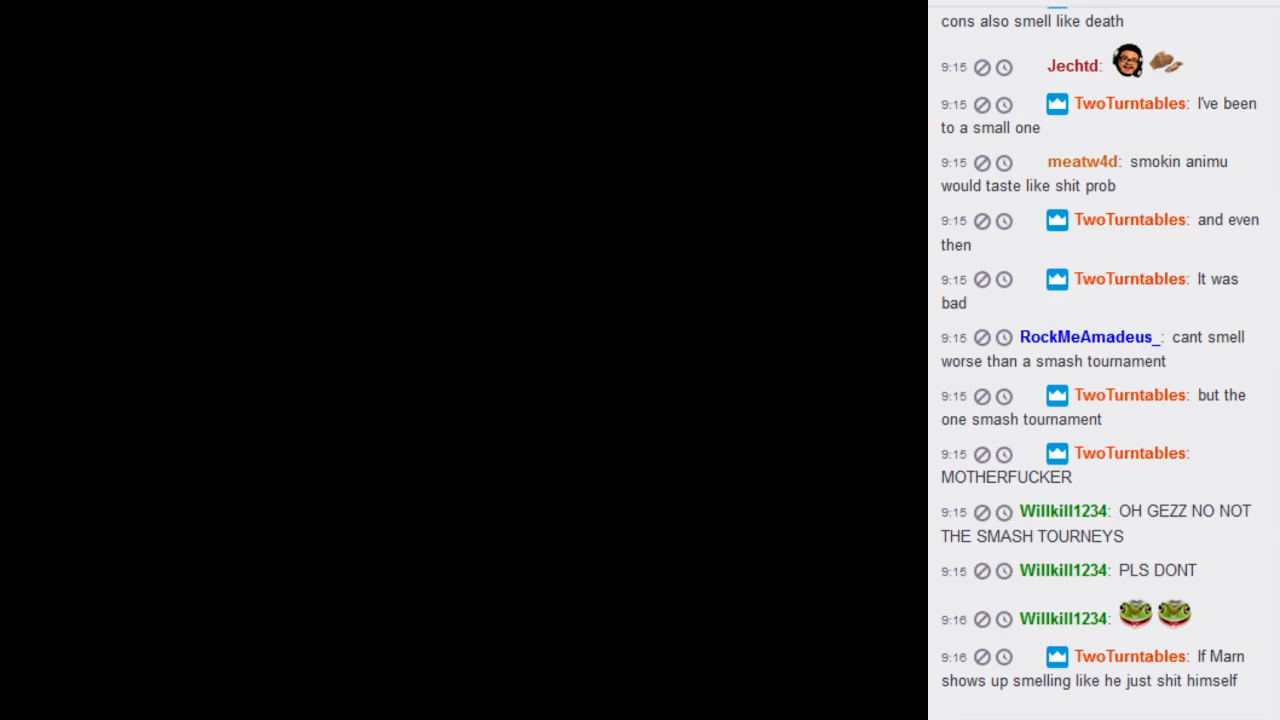 cons also smell like death
9:15 Jechtd:
9:15 TwoTurntables: I've been
to a small one
9:15 meatw4d: smokin animu
would taste like shit prob
9:15 TwoTurntables: and even
then
9:15 TwoTurntables: It was
bad
9:15 RockMeAmadeus_: cant smell
worse than a smash tournament
9:15 TwoTurntables: but the
one smash tournament
9:15 TwoTurntables:
MOTHERFUCKER
9:15 Willkill1234: OH GEZZ NO NOT
THE SMASH TOURNEYS
9:15 Willkill1234: PLS DONT
9:16 Willkill1234:
9:16 TwoTurntables: If Marn
shows up smelling like he just shit himself